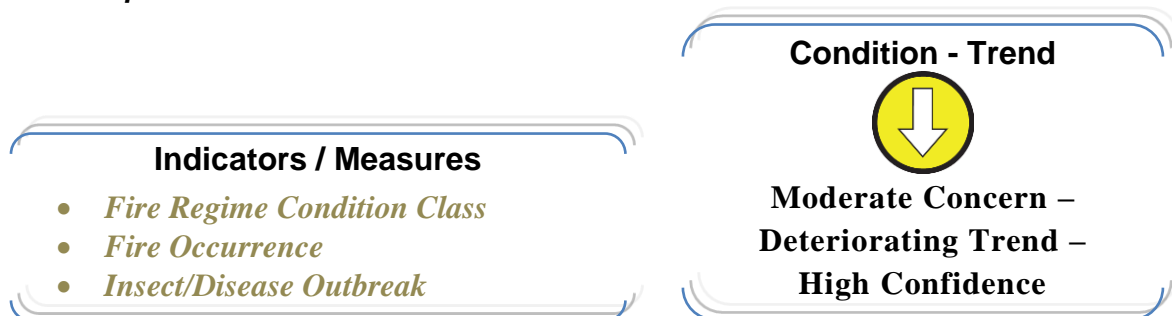 Condition - Trend
Indicators / Measures
• Fire Regime Condition Class
• Fire Occurrence
• Insect/Disease Outbreak
Moderate Concern –
Deteriorating Trend –
High Confidence